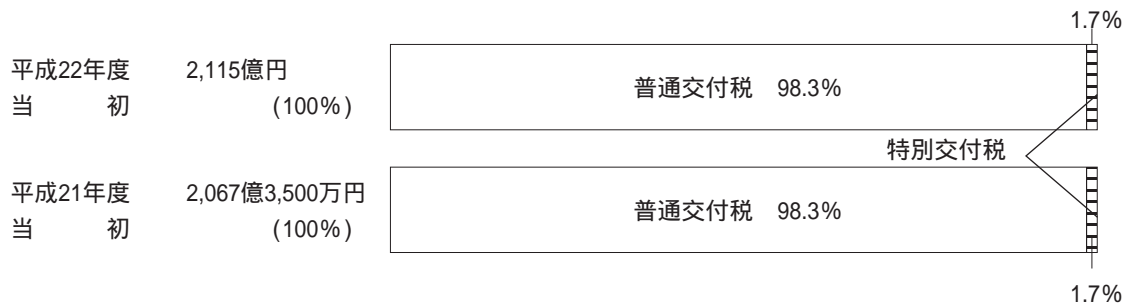 1.7%
平成22年度 2,115億円
当 初 (100%)
普通交付税 98.3%
特別交付税
平成21年度 2,067億3,500万円
当 初 (100%)
普通交付税 98.3%
1.7%